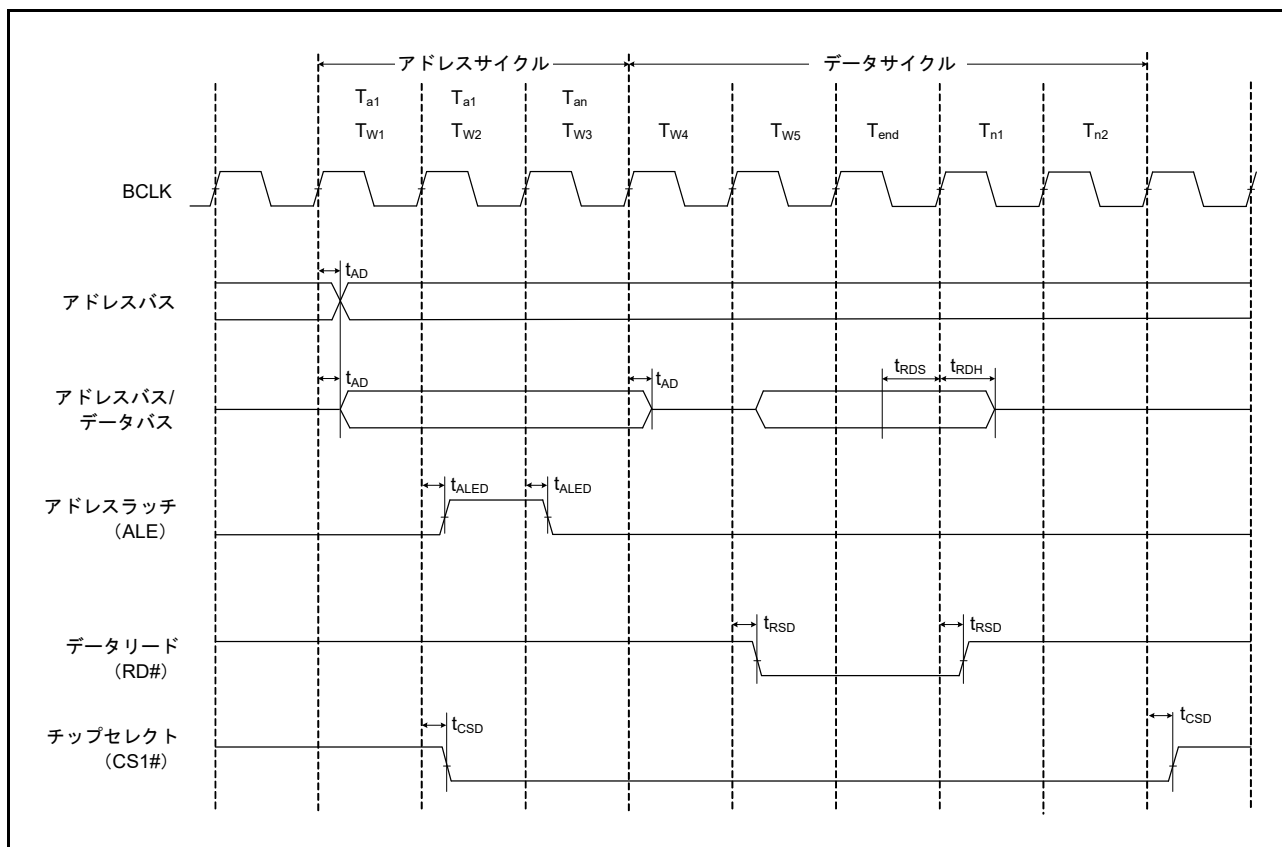 アドレスサイクル データサイクル
Ta1 Ta1 Tan
TW1 TW2 TW3 TW4 TW5 Tend Tn1 Tn2
BCLK
tAD
アドレスバス
tAD tAD tRDS tRDH
アドレスバス/
データバス
tALED tALED
アドレスラッチ
（ALE）
tRSD tRSD
データリード
（RD#）
tCSD tCSD
チップセレクト
（CS1#）